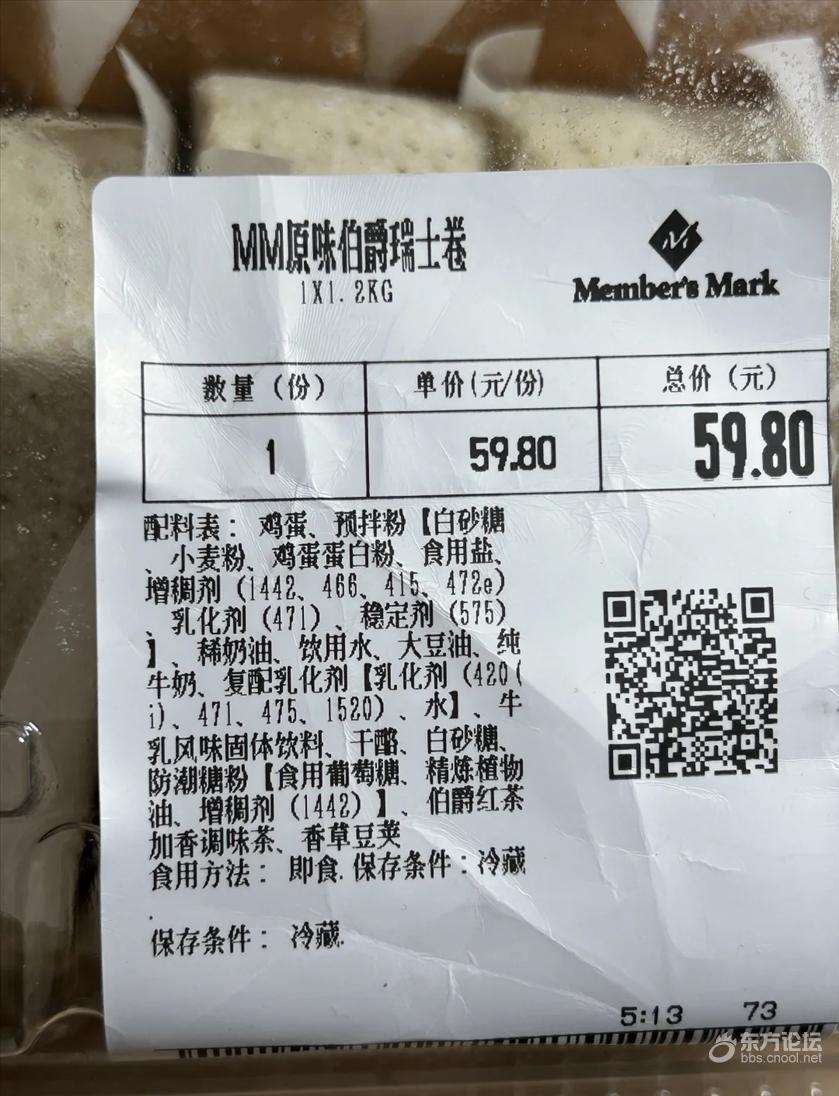 MM原味伯爵瑞士卷
1X1.2KG
Member's Mark
数量（份） 单价(元/份) 总价（元）
1 59.80 59.80
配料表：鸡蛋、预拌粉【白砂糖
、小麦粉、鸡蛋蛋白粉、食用盐、
增稠剂（1442、466、415、472e）
、乳化剂（471）、稳定剂（575）
】、稀奶油、饮用水、大豆油、纯
牛奶、复配乳化剂【乳化剂（420(
i)、471、475、1520）、水】、牛
乳风味固体饮料、干酪、白砂糖、
防潮糖粉【食用葡萄糖、精炼植物
油、增稠剂（1442）】、伯爵红茶
加香调味茶、香草豆荚
食用方法：即食.保存条件：冷藏
.
保存条件：冷藏.
5:13 73
东方论坛
bbs.cnool.net